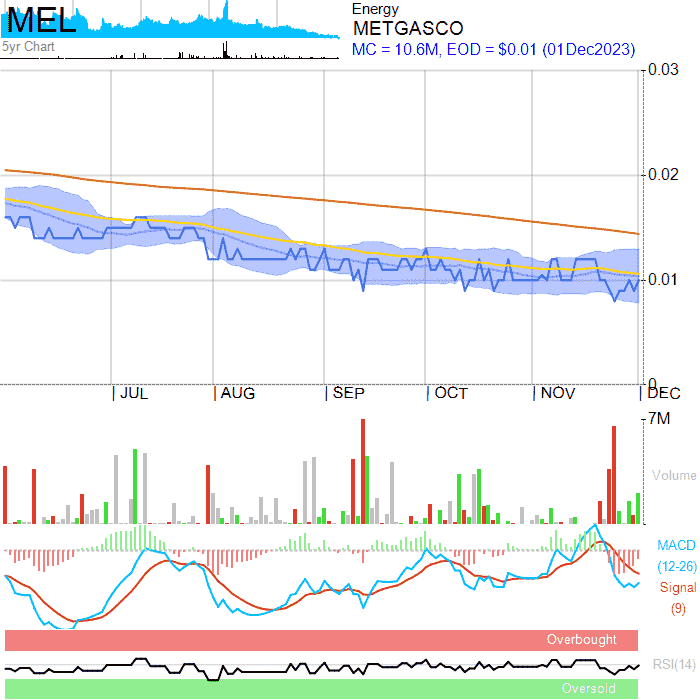 MEL
5yr Chart
Energy
METGASCO
MC = 10.6M, EOD = $0.01 (01Dec2023)
0.03
0.02
0.01
0
JUL
AUG
SEP
OCT
NOV
DEC
7M
Volume
MACD
(12-26)
Signal
(9)
Overbought
RSI(14)
Oversold